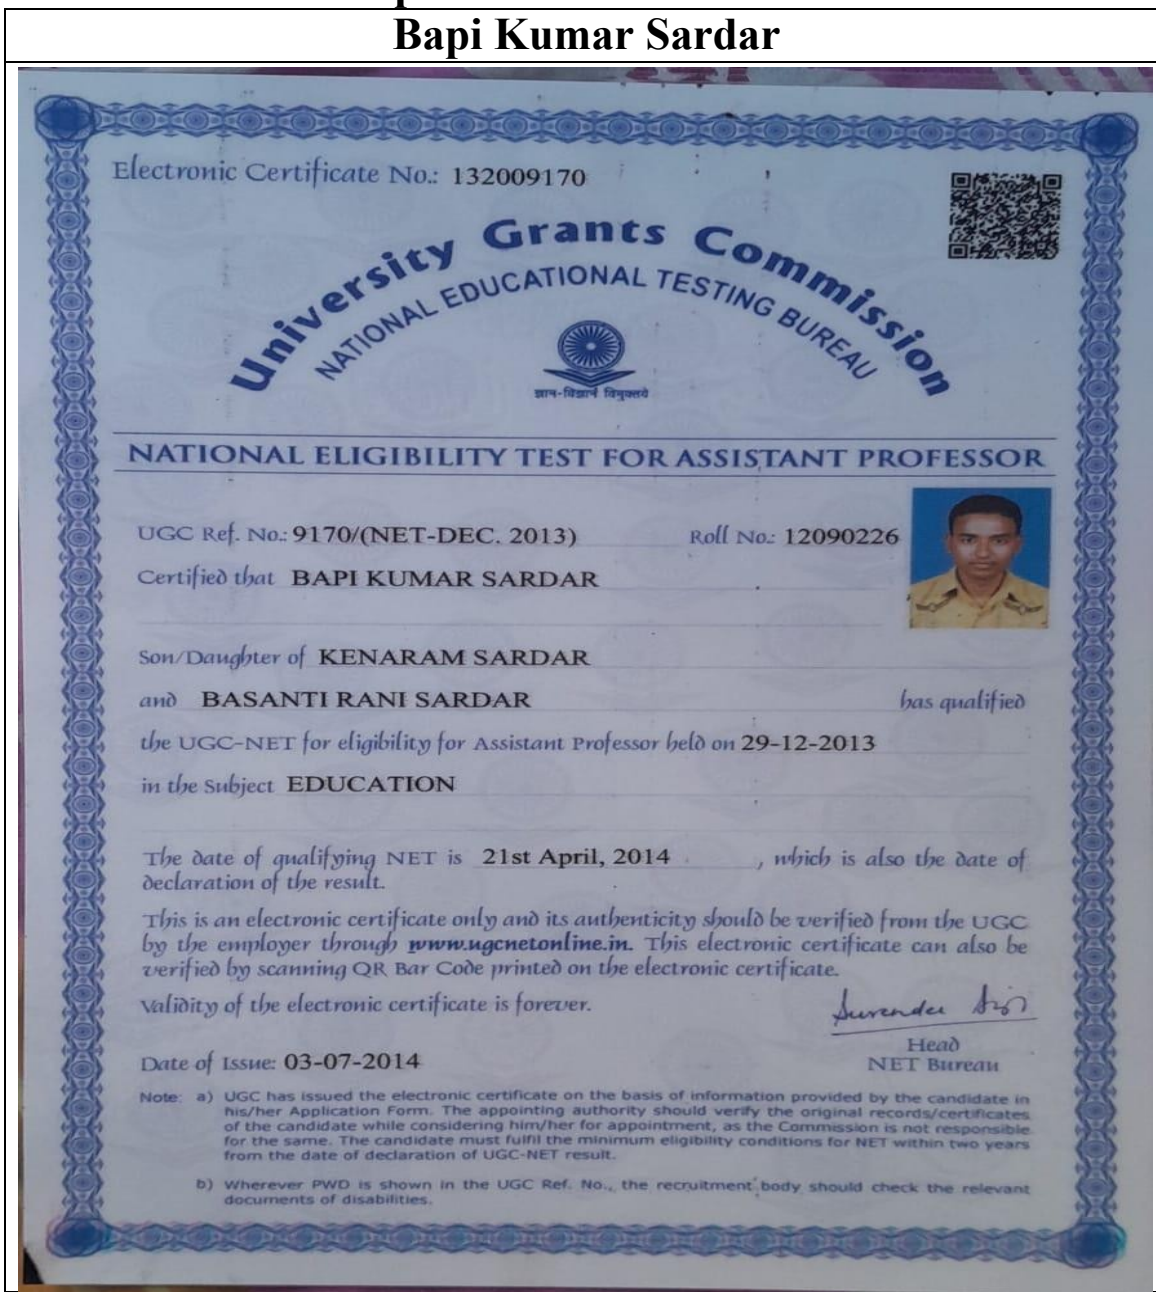 Bapi Kumar Sardar
Electronic Certificate No.: 132009170
University Grants Commission
NATIONAL EDUCATIONAL TESTING BUREAU
ज्ञान-विज्ञानं विमुक्तये
NATIONAL ELIGIBILITY TEST FOR ASSISTANT PROFESSOR
UGC Ref. No.: 9170/(NET-DEC. 2013) Roll No.: 12090226
Certified that BAPI KUMAR SARDAR
Son/Daughter of KENARAM SARDAR
and BASANTI RANI SARDAR has qualified
the UGC-NET for eligibility for Assistant Professor held on 29-12-2013
in the Subject EDUCATION
The date of qualifying NET is 21st April, 2014 , which is also the date of
declaration of the result.
This is an electronic certificate only and its authenticity should be verified from the UGC
by the employer through www.ugcnetonline.in. This electronic certificate can also be
verified by scanning QR Bar Code printed on the electronic certificate.
Validity of the electronic certificate is forever.
Surender
Head
Date of Issue: 03-07-2014 NET Bureau
Note: a) UGC has issued the electronic certificate on the basis of information provided by the candidate in
his/her Application Form. The appointing authority should verify the original records/certificates
of the candidate while considering him/her for appointment, as the Commission is not responsible
for the same. The candidate must fulfil the minimum eligibility conditions for NET within two years
from the date of declaration of UGC-NET result.
b) Wherever PWD is shown in the UGC Ref. No., the recruitment body should check the relevant
documents of disabilities.